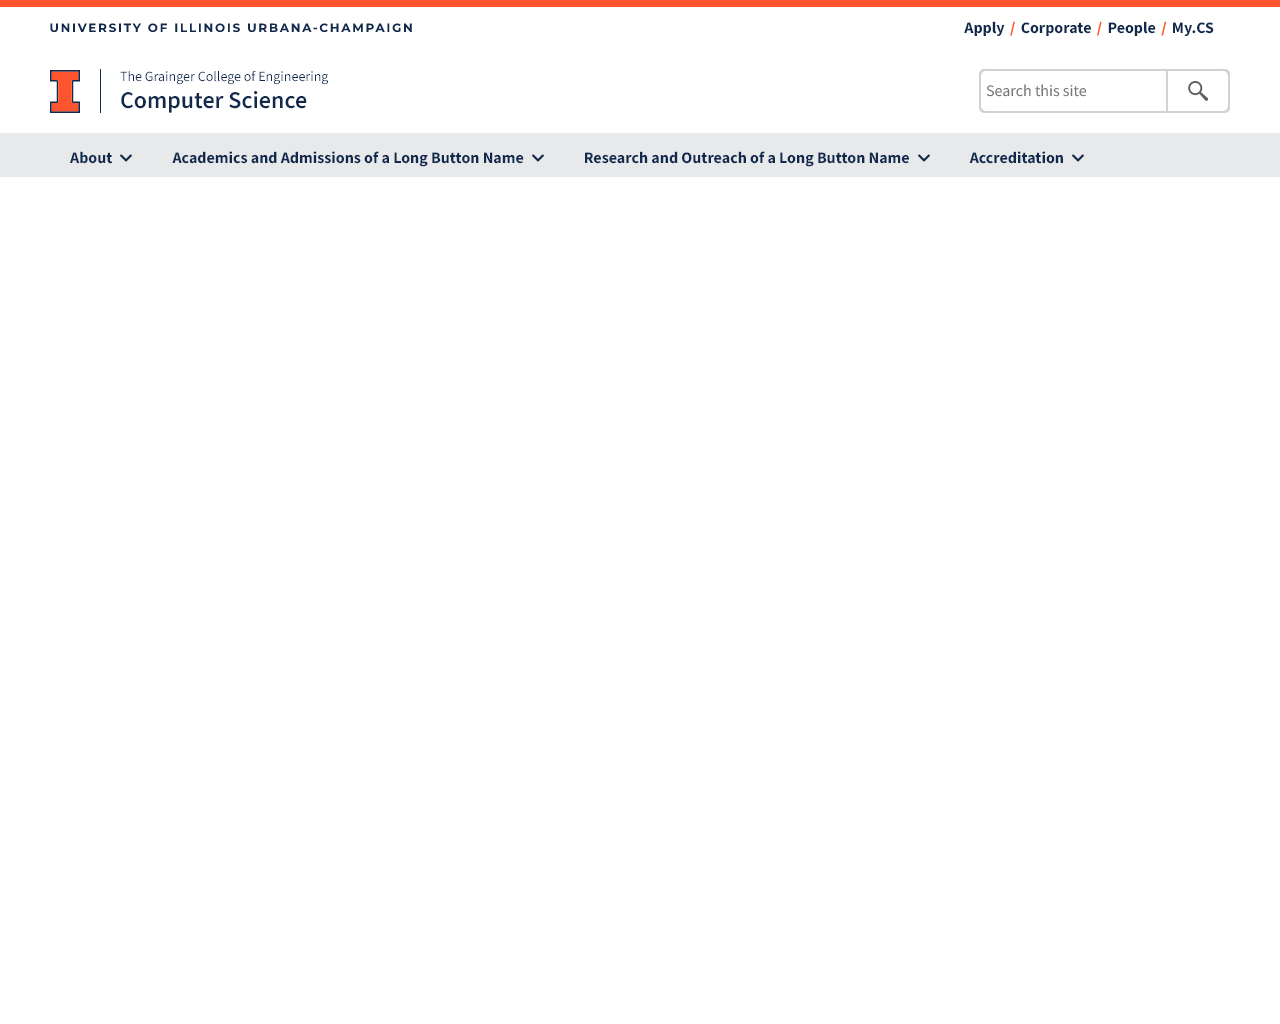 UNIVERSITY OF ILLINOIS URBANA-CHAMPAIGN
Apply / Corporate / People / My.CS
The Grainger College of Engineering
Computer Science
Search this site
About
Academics and Admissions of a Long Button Name
Research and Outreach of a Long Button Name
Accreditation